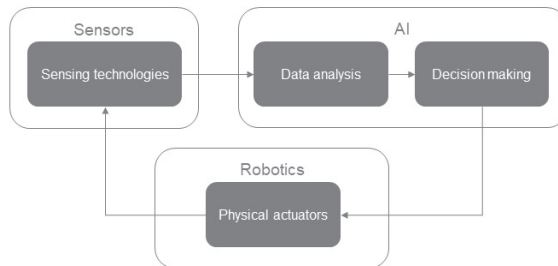 Sensors
AI
Sensing technologies
Data analysis
Decision making
Robotics
Physical actuators